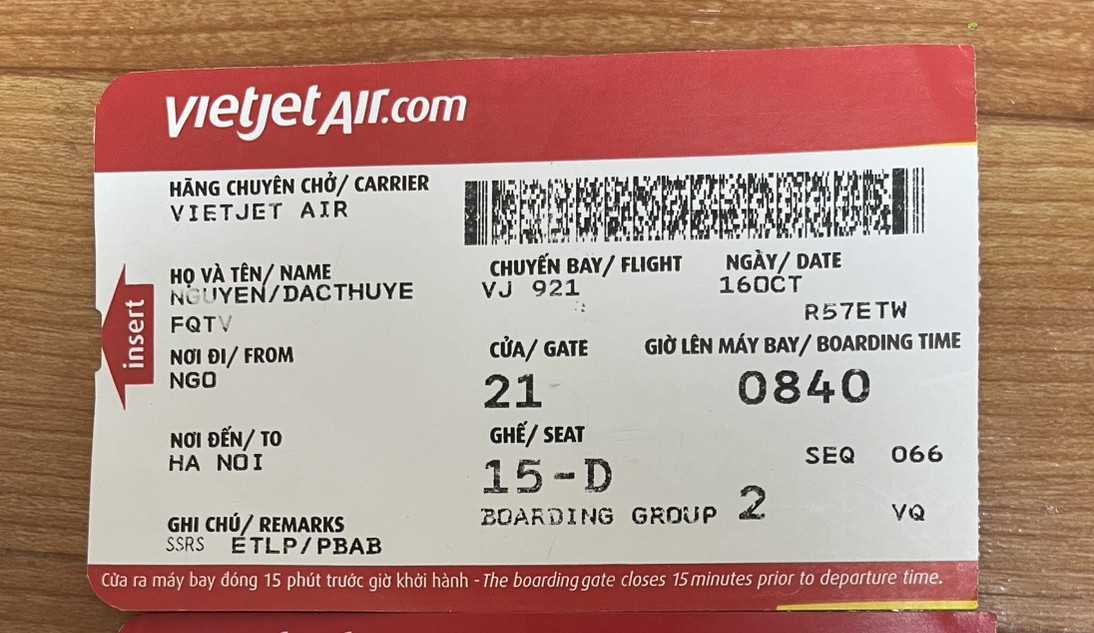 vietjetAir.com
HÃNG CHUYÊN CHỞ/ CARRIER
VIETJET AIR
HỌ VÀ TÊN/ NAME
NGUYEN/DACTHUYE
FQTV
CHUYẾN BAY/ FLIGHT
VJ 921
NGÀY/ DATE
16OCT
R57ETW
insert
NƠI ĐI/ FROM
NGO
CỬA/ GATE
21
GIỜ LÊN MÁY BAY/ BOARDING TIME
0840
NƠI ĐẾN/ TO
HA NOI
GHẾ/ SEAT
15-D
SEQ 066
BOARDING GROUP 2
VQ
GHI CHÚ/ REMARKS
SSRS ETLP/PBAB
Cửa ra máy bay đóng 15 phút trước giờ khởi hành - The boarding gate closes 15 minutes prior to departure time.